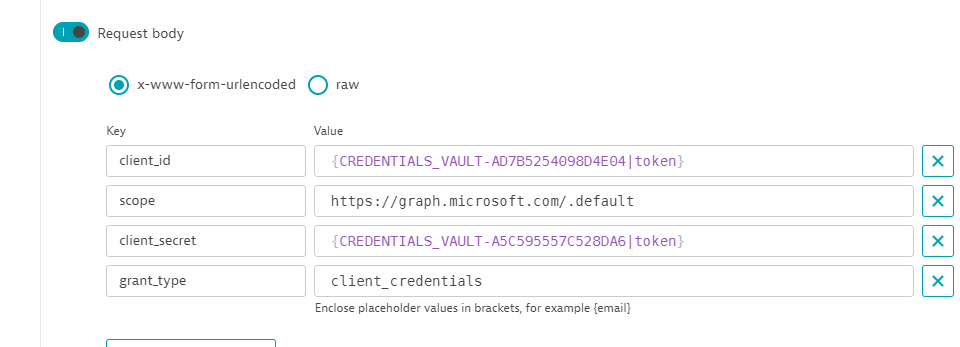 Request body
x-www-form-urlencoded raw
Key Value
client_id {CREDENTIALS_VAULT-AD7B5254098D4E04|token}
scope https://graph.microsoft.com/.default
client_secret {CREDENTIALS_VAULT-A5C595557C528DA6|token}
grant_type client_credentials
Enclose placeholder values in brackets, for example {email}